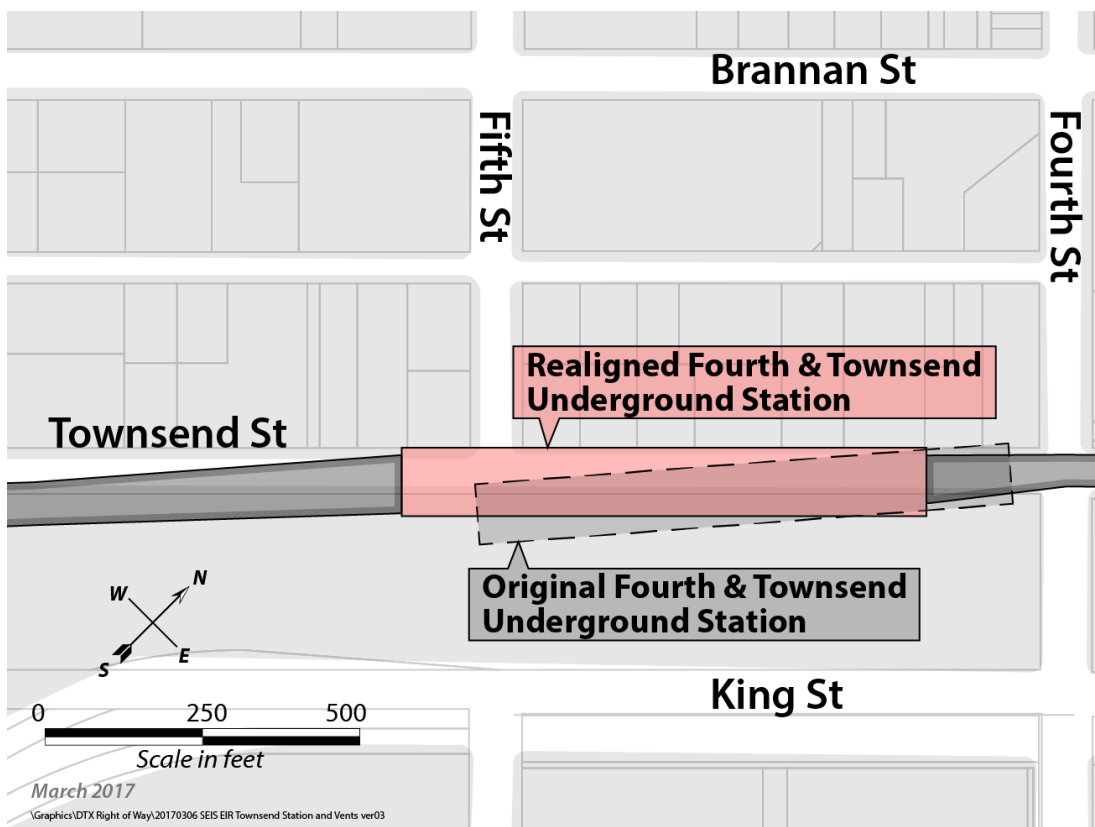 Brannan St
Fifth St
Fourth St
Realigned Fourth & Townsend
Underground Station
Townsend St
Original Fourth & Townsend
Underground Station
N
W
E
S
King St
0 250 500
Scale in feet
March 2017
\Graphics\DTX Right of Way\20170306 SEIS EIR Townsend Station and Vents ver03